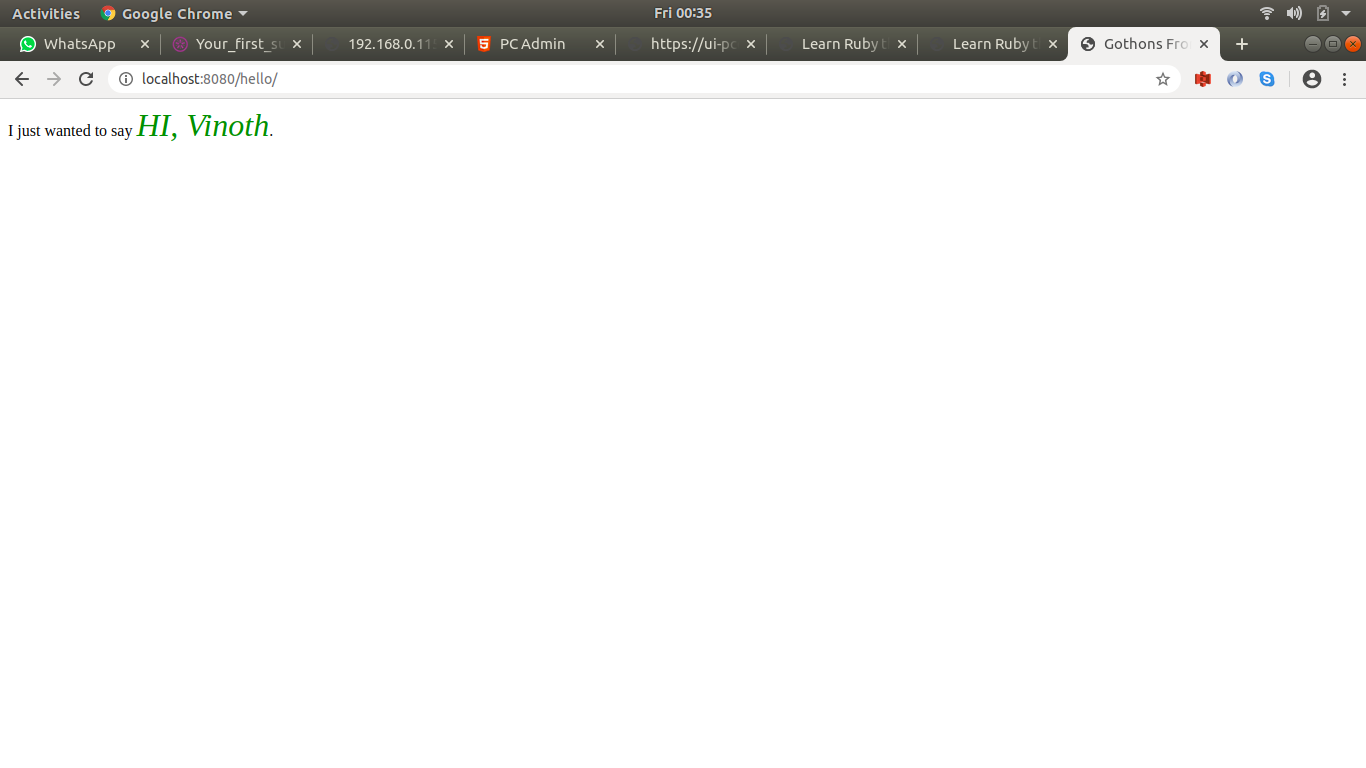 Activities Google Chrome Fri 00:35
WhatsApp Your_first_su 192.168.0.11 PC Admin https://ui-pc Learn Ruby t Learn Ruby t Gothons Fro
localhost:8080/hello/
I just wanted to say HI, Vinoth.